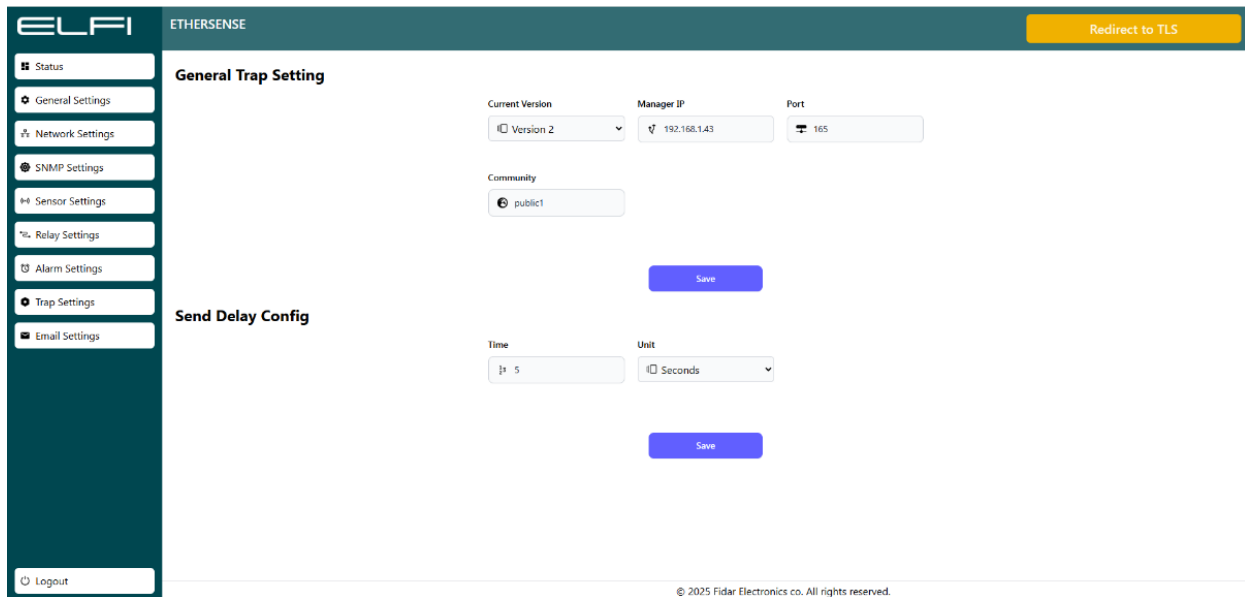 ELFI
ETHERSENSE
Redirect to TLS
Status
General Settings
Network Settings
SNMP Settings
Sensor Settings
Relay Settings
Alarm Settings
Trap Settings
Email Settings
Logout
General Trap Setting
Current Version
Manager IP
Port
Version 2
192.168.1.43
165
Community
public1
Save
Send Delay Config
Time
Unit
5
Seconds
Save
© 2025 Fidar Electronics co. All rights reserved.